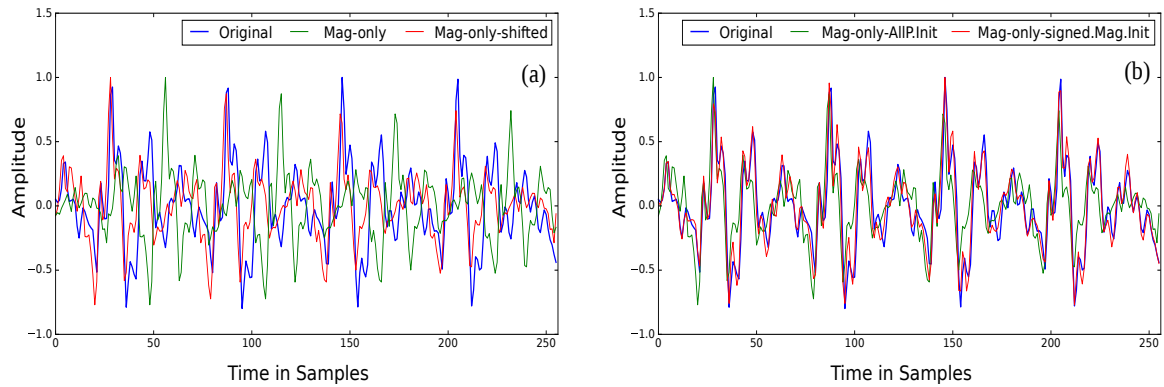 Original Mag-only Mag-only-shifted
(a)
Amplitude
1.5
1.0
0.5
0.0
−0.5
−1.0
0 50 100 150 200 250
Time in Samples
Original Mag-only-AllP.Init Mag-only-signed.Mag.Init
(b)
Amplitude
1.5
1.0
0.5
0.0
−0.5
−1.0
0 50 100 150 200 250
Time in Samples